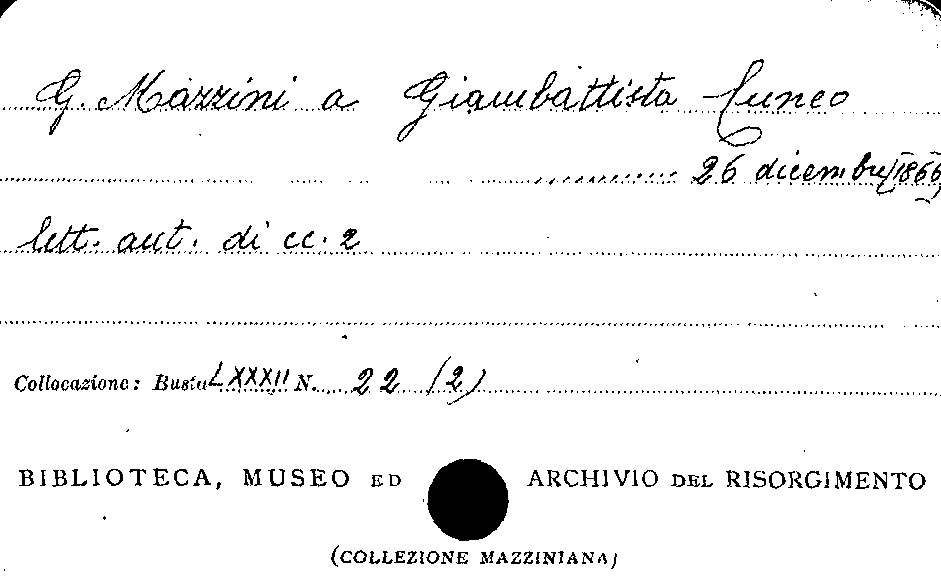 G. Mazzini a Giambattista Cuneo
26 dicembre [1866]
lett. aut. di cc. 2
Collocazione: Busta LXXXII N. 22 (2)
BIBLIOTECA, MUSEO ED ARCHIVIO DEL RISORGIMENTO
(COLLEZIONE MAZZINIANA)